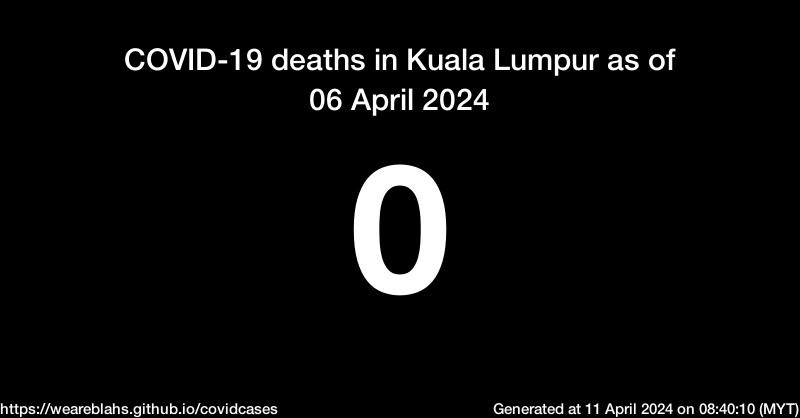 COVID-19 deaths in Kuala Lumpur as of
06 April 2024
0
https://weareblahs.github.io/covidcases
Generated at 11 April 2024 on 08:40:10 (MYT)